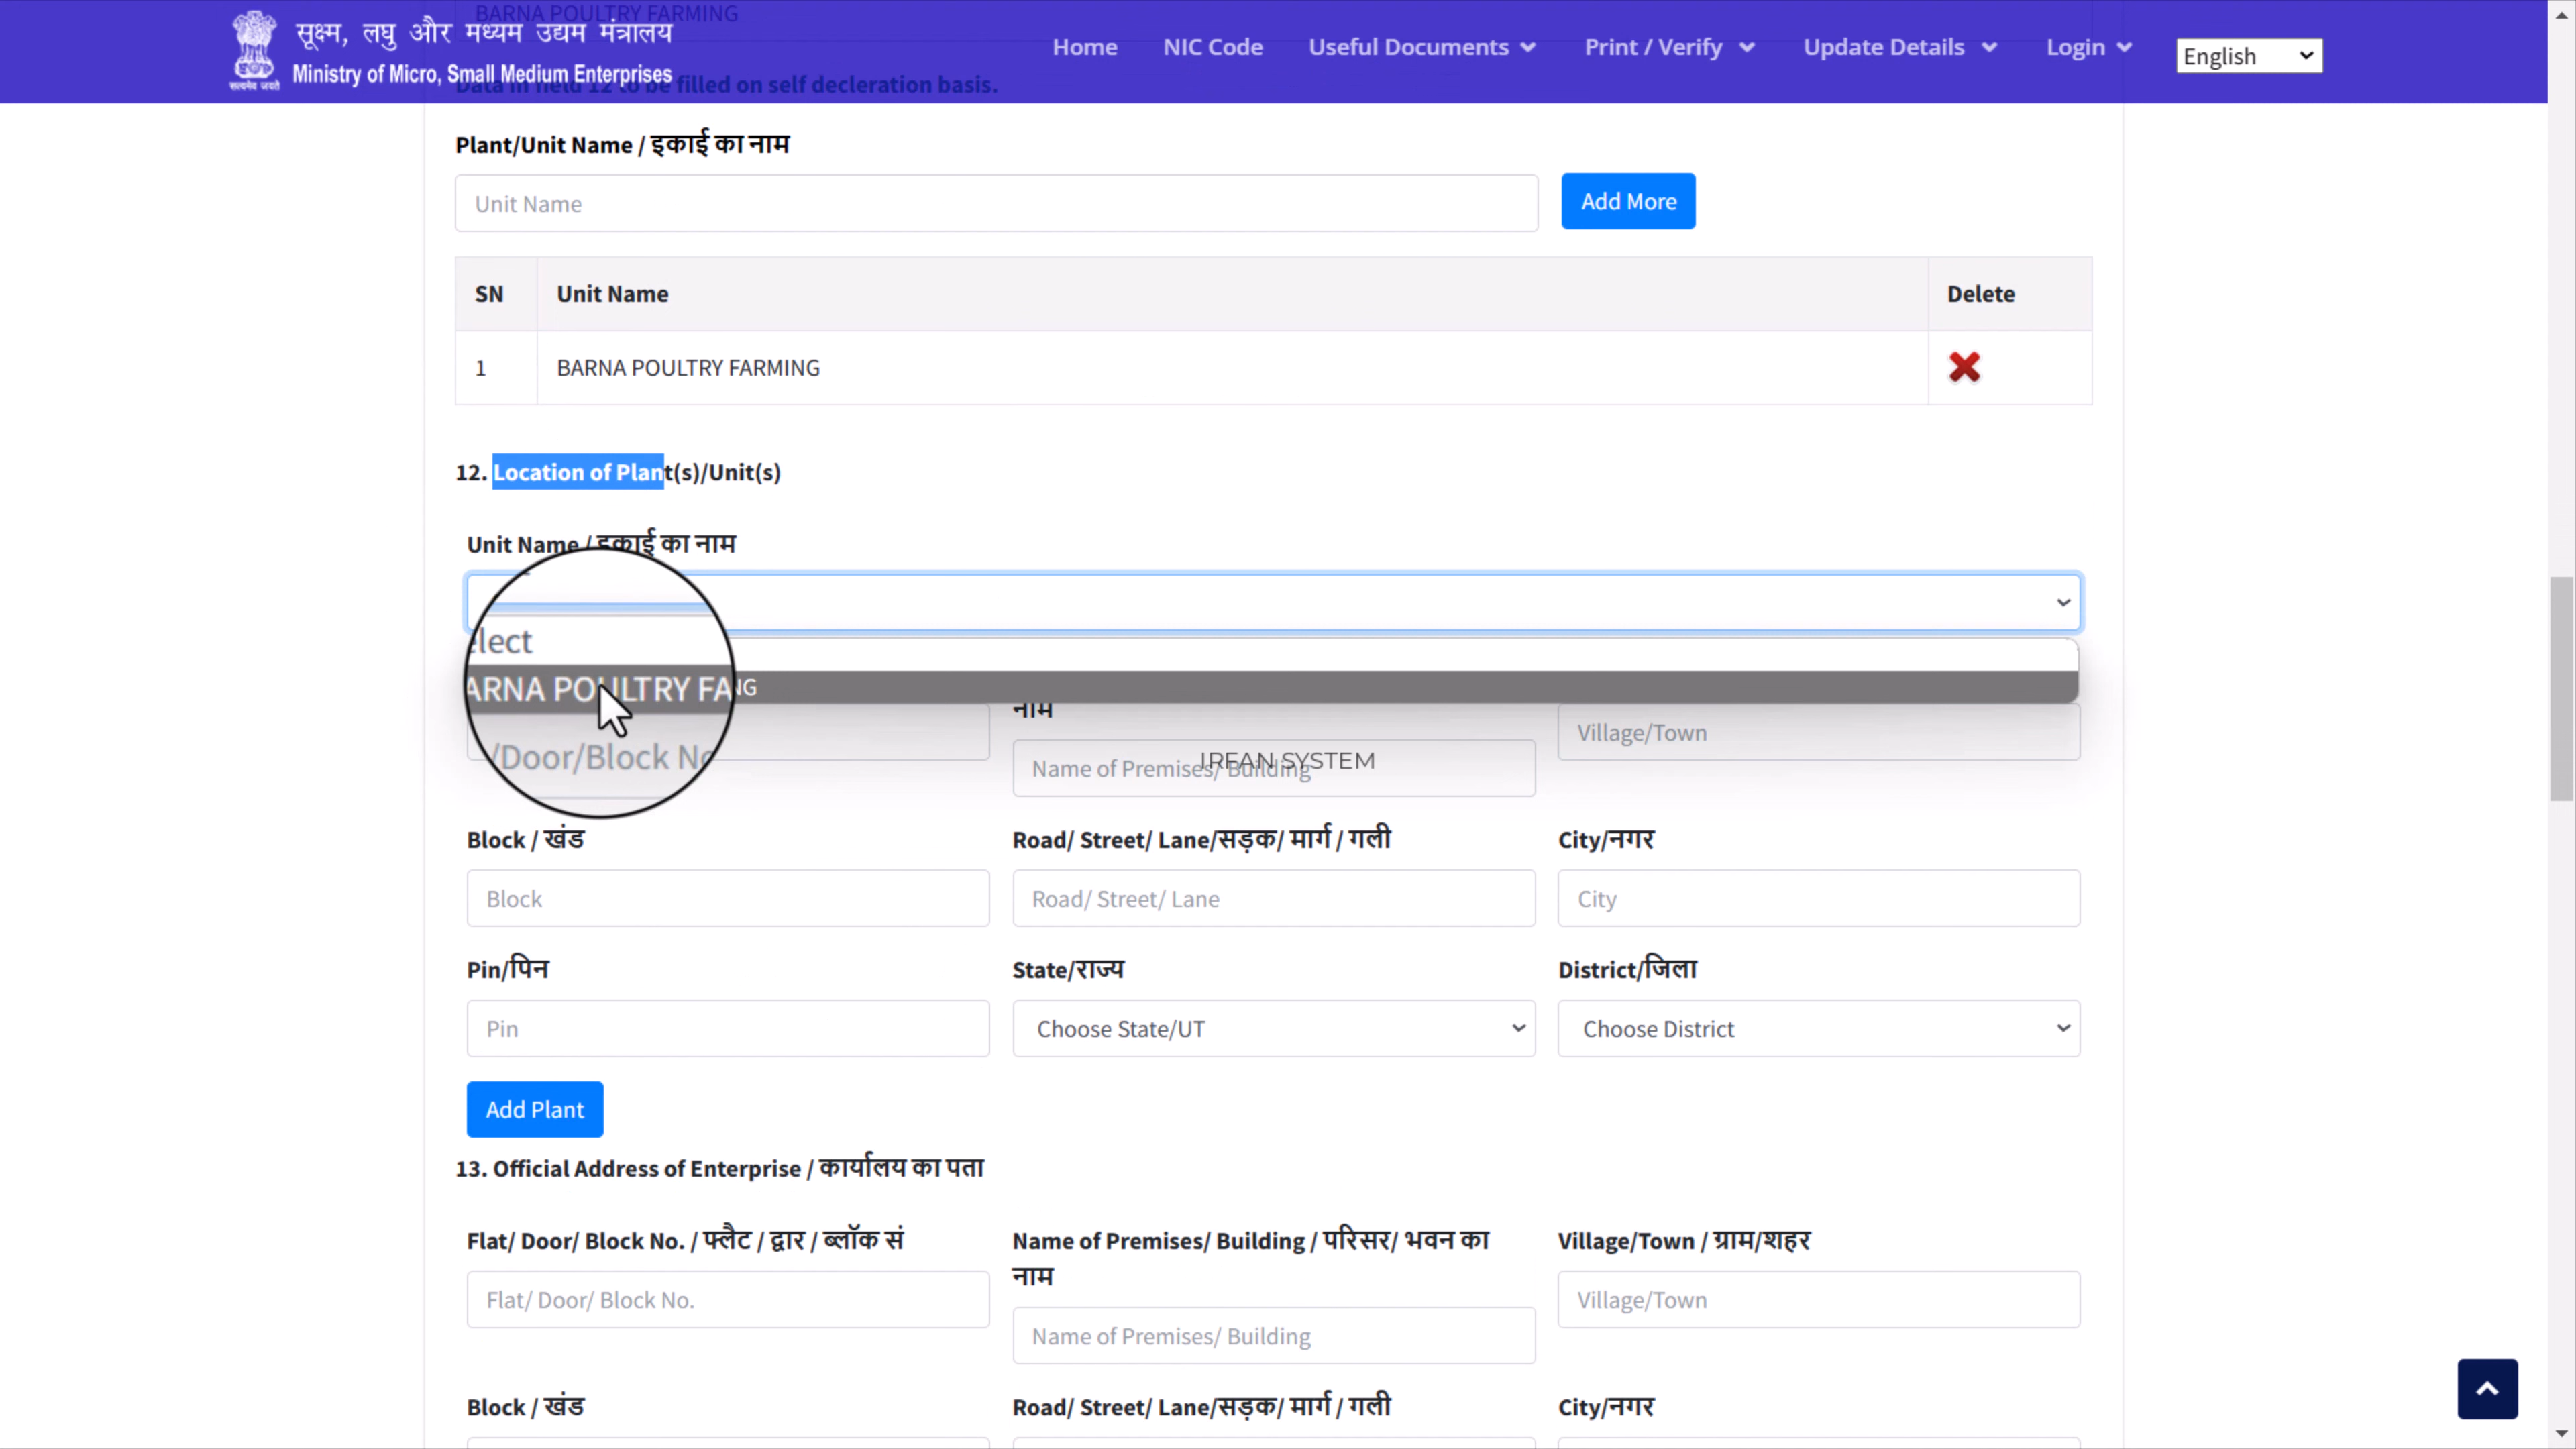 BARNA POULTRY FARMING
सूक्ष्म, लघु और मध्यम उद्यम मंत्रालय
Ministry of Micro, Small Medium Enterprises
सत्यमेव जयते
Home
NIC Code
Useful Documents
Print / Verify
Update Details
Login
English
Data in field 12 to be filled on self decleration basis.
Plant/Unit Name / इकाई का नाम
Unit Name
Add More
SN Unit Name Delete
1 BARNA POULTRY FARMING
12. Location of Plant(s)/Unit(s)
Unit Name / इकाई का नाम
elect
ARNA POULTRY FA NG
/Door/Block No
नाम
Name of Premises/ Building
Village/Town
IRFAN SYSTEM
Block / खंड Road/ Street/ Lane/सड़क/ मार्ग / गली City/नगर
Block Road/ Street/ Lane City
Pin/पिन State/राज्य District/जिला
Pin Choose State/UT Choose District
Add Plant
13. Official Address of Enterprise / कार्यालय का पता
Flat/ Door/ Block No. / फ्लैट / द्वार / ब्लॉक सं
Name of Premises/ Building / परिसर/ भवन का
नाम
Village/Town / ग्राम/शहर
Flat/ Door/ Block No.
Name of Premises/ Building
Village/Town
Block / खंड Road/ Street/ Lane/सड़क/ मार्ग / गली City/नगर